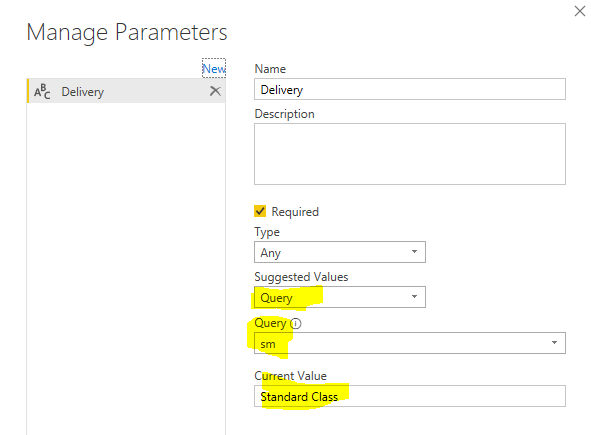 Manage Parameters
New
ABC Delivery
Name
Delivery
Description
Required
Type
Any
Suggested Values
Query
Query
sm
Current Value
Standard Class